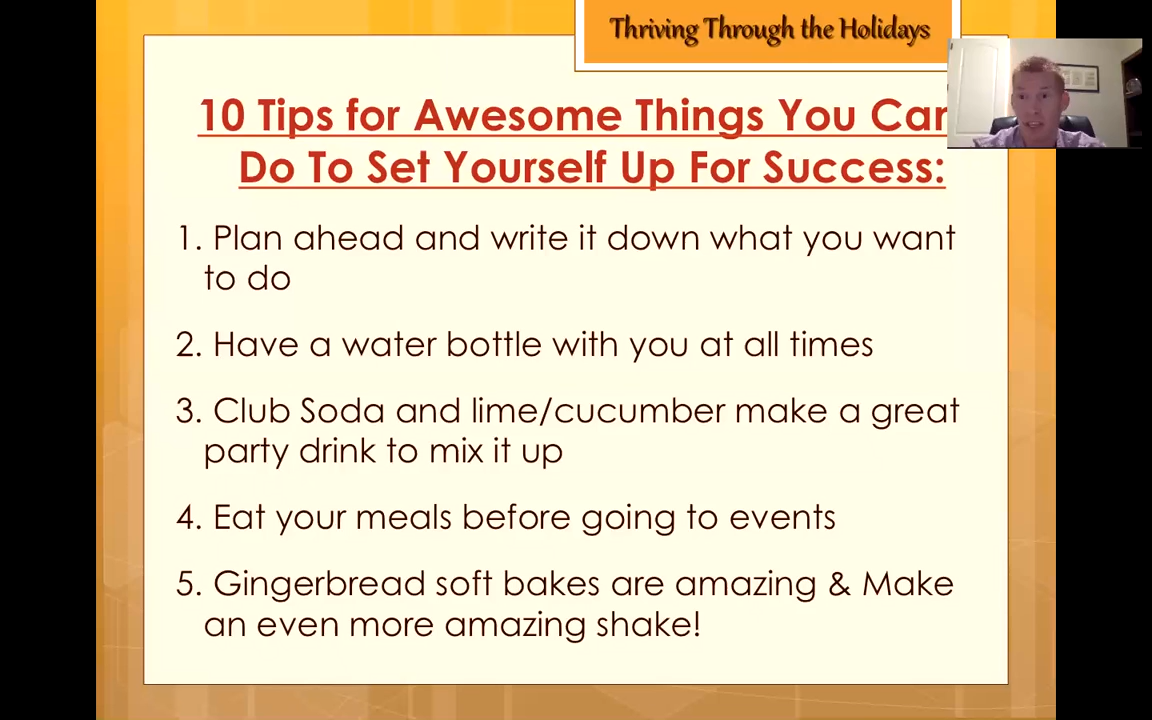 Thriving Through the Holidays
10 Tips for Awesome Things You Can
Do To Set Yourself Up For Success:
1. Plan ahead and write it down what you want
to do
2. Have a water bottle with you at all times
3. Club Soda and lime/cucumber make a great
party drink to mix it up
4. Eat your meals before going to events
5. Gingerbread soft bakes are amazing & Make
an even more amazing shake!